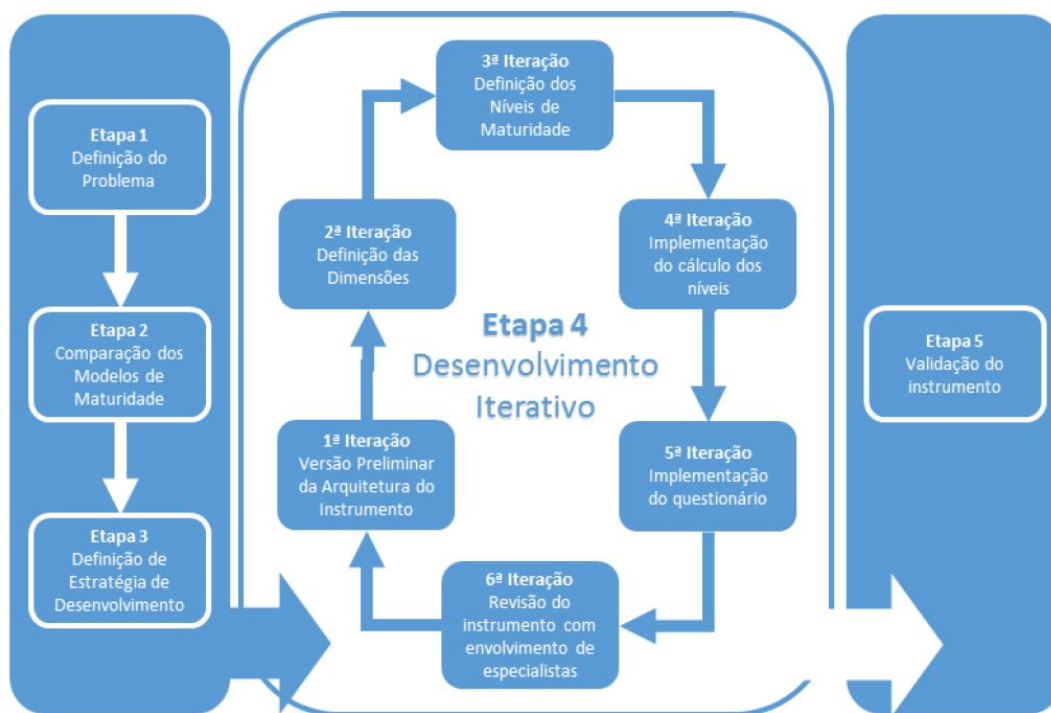 Etapa 1
Definição do
Problema
Etapa 2
Comparação dos
Modelos de
Maturidade
Etapa 3
Definição de
Estratégia de
Desenvolvimento
Etapa 4
Desenvolvimento
Iterativo
1ª Iteração
Versão Preliminar
da Arquitetura do
Instrumento
2ª Iteração
Definição das
Dimensões
3ª Iteração
Definição dos
Níveis de
Maturidade
4ª Iteração
Implementação
do cálculo dos
níveis
5ª Iteração
Implementação
do questionário
6ª Iteração
Revisão do
instrumento com
envolvimento de
especialistas
Etapa 5
Validação do
instrumento